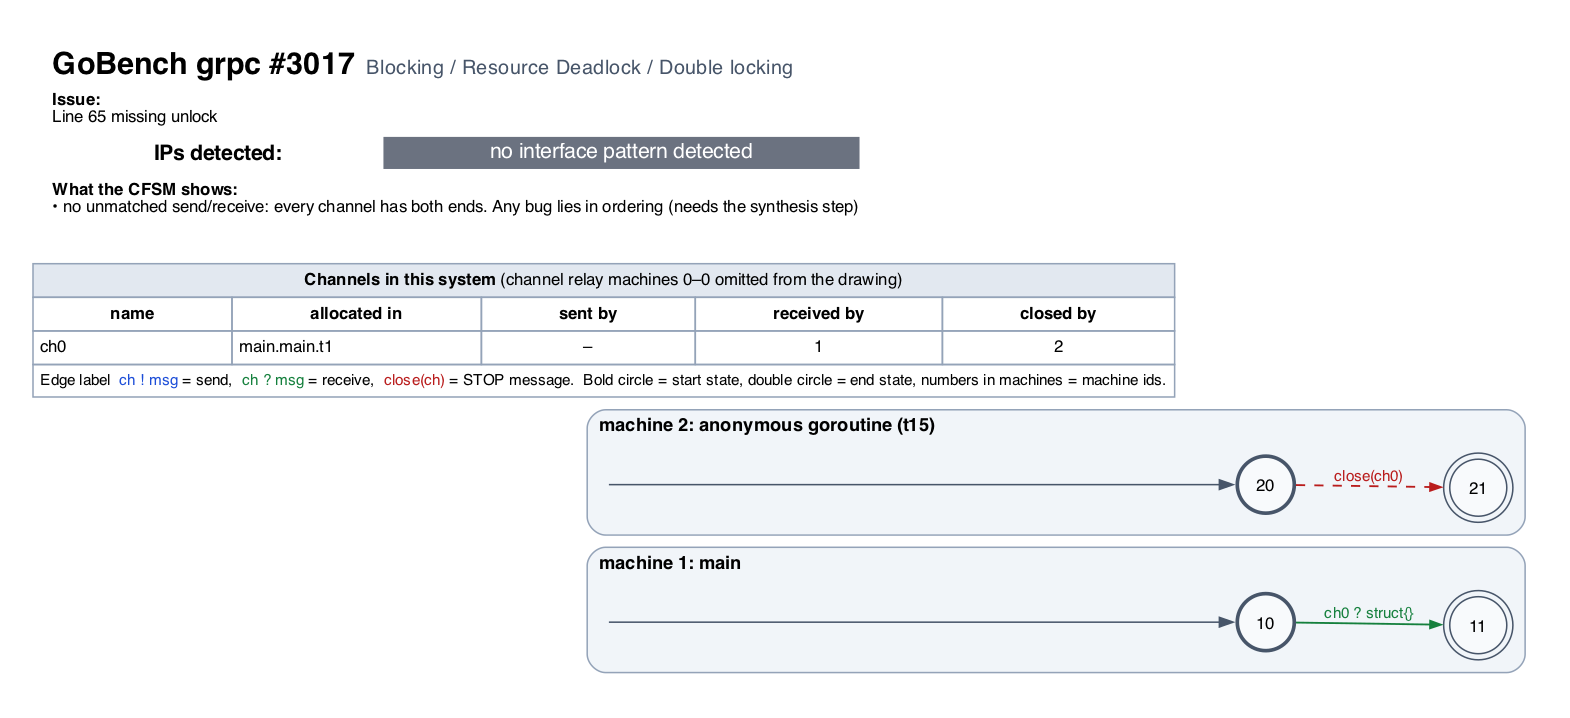 GoBench grpc #3017 Blocking / Resource Deadlock / Double locking
Issue:
Line 65 missing unlock
IPs detected: no interface pattern detected
What the CFSM shows:
• no unmatched send/receive: every channel has both ends. Any bug lies in ordering (needs the synthesis step)
Channels in this system (channel relay machines 0–0 omitted from the drawing)
name allocated in sent by received by closed by
ch0 main.main.t1 – 1 2
Edge label ch ! msg = send, ch ? msg = receive, close(ch) = STOP message. Bold circle = start state, double circle = end state, numbers in machines = machine ids.
machine 2: anonymous goroutine (t15)
20 close(ch0) 21
machine 1: main
10 ch0 ? struct{} 11